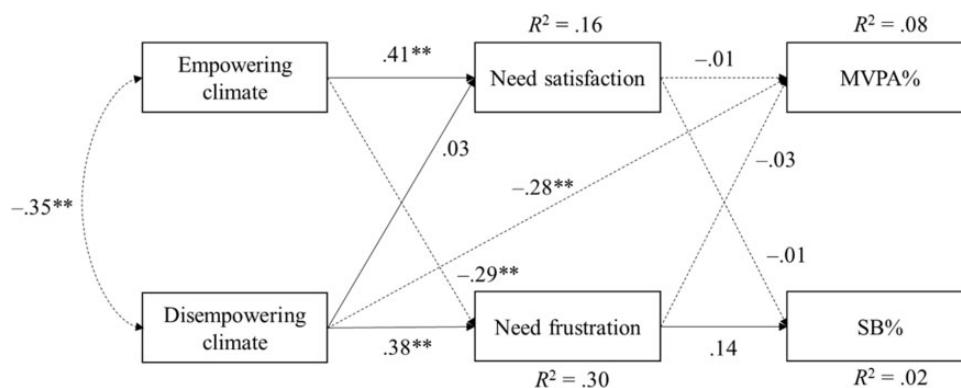 R² = .16
R² = .08
Empowering
climate
.41**
Need satisfaction
–.01
MVPA%
.03
–.03
–.28**
–.35**
–.01
–.29**
Disempowering
climate
.38**
Need frustration
.14
SB%
R² = .30
R² = .02